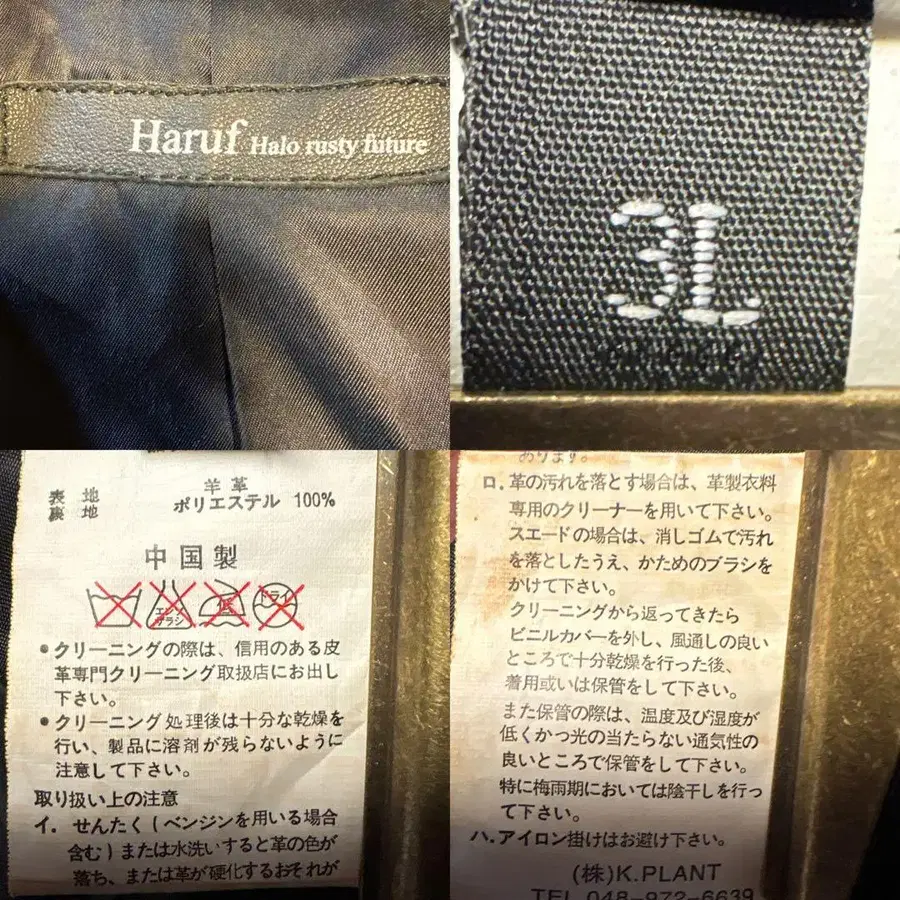 Haruf Halo rusty future
3L
表地 羊革
裏地 ポリエステル 100%
中国製
エンソ
サラシ
低
ドライ
• クリーニングの際は、信用のある皮
革専門クリーニング取扱店にお出し
下さい。
• クリーニング処理後は十分な乾燥を
行い、製品に溶剤が残らないように
注意して下さい。
取り扱い上の注意
イ. せんたく(ベンジンを用いる場合
含む)または水洗いすると革の色が
落ち、または革が硬化するおそれが
あります。
ロ. 革の汚れを落とす場合は、革製衣料
専用のクリーナーを用いて下さい。
スエードの場合は、消しゴムで汚れ
を落としたうえ、かためのブラシを
かけて下さい。
クリーニングから返ってきたら
ビニルカバーを外し、風通しの良い
ところで十分乾燥を行った後、
着用或いは保管をして下さい。
また保管の際は、温度及び湿度が
低くかつ光の当たらない通気性の
良いところで保管をして下さい。
特に梅雨期においては陰干しを行っ
て下さい。
ハ. アイロン掛けはお避け下さい。
(株)K.PLANT
TEL 048-972-6639